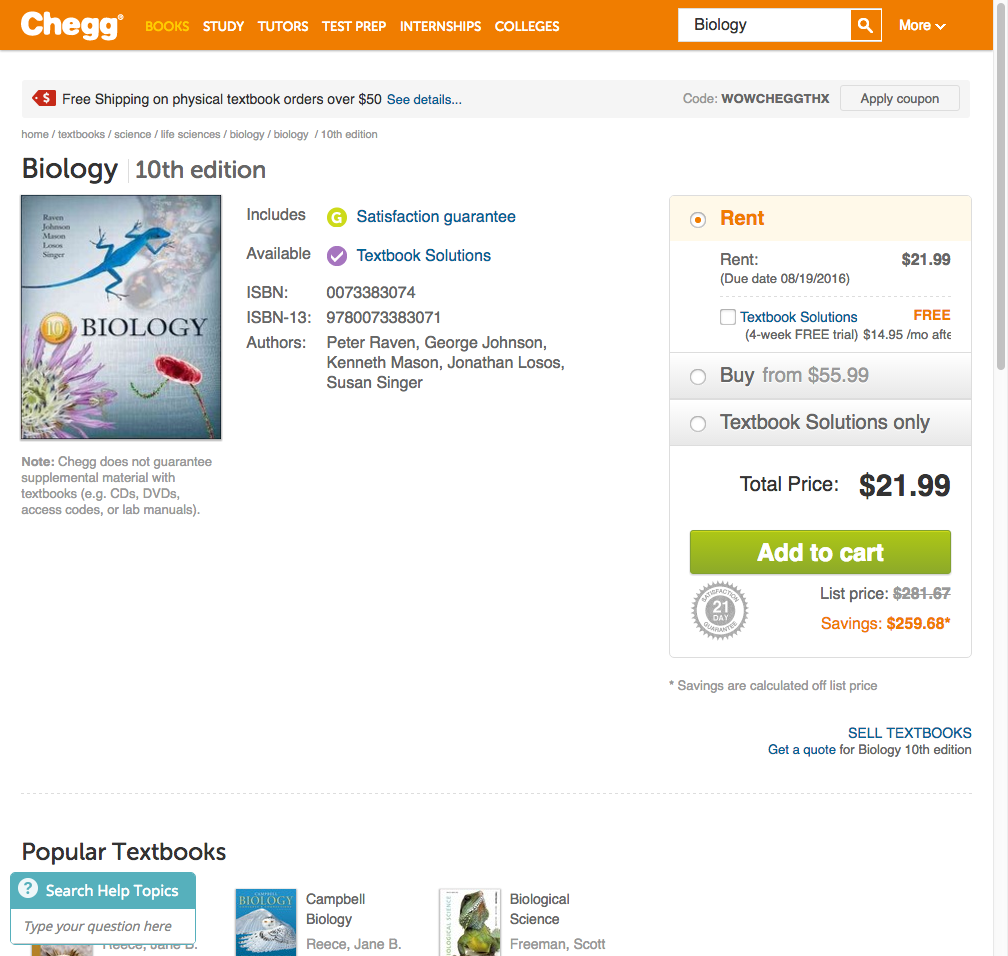 Chegg®
BOOKS STUDY TUTORS TEST PREP INTERNSHIPS COLLEGES
Biology
More
$ Free Shipping on physical textbook orders over $50 See details...
Code: WOWCHEGGTHX Apply coupon
home / textbooks / science / life sciences / biology / biology / 10th edition
Biology 10th edition
Raven
Johnson
Mason
Losos
Singer
10 BIOLOGY
Note: Chegg does not guarantee
supplemental material with
textbooks (e.g. CDs, DVDs,
access codes, or lab manuals).
Includes G Satisfaction guarantee
Available Textbook Solutions
ISBN: 0073383074
ISBN-13: 9780073383071
Authors: Peter Raven, George Johnson,
Kenneth Mason, Jonathan Losos,
Susan Singer
Rent
Rent: $21.99
(Due date 08/19/2016)
Textbook Solutions FREE
(4-week FREE trial) $14.95 /mo afte
Buy from $55.99
Textbook Solutions only
Total Price: $21.99
Add to cart
SATISFACTION
21
DAY
GUARANTEE
List price: $281.67
Savings: $259.68*
* Savings are calculated off list price
SELL TEXTBOOKS
Get a quote for Biology 10th edition
Popular Textbooks
? Search Help Topics
Type your question here
Reece, Jane B.
CAMPBELL
BIOLOGY
Campbell
Biology
Reece, Jane B.
BIOLOGICAL SCIENCE
Biological
Science
Freeman, Scott